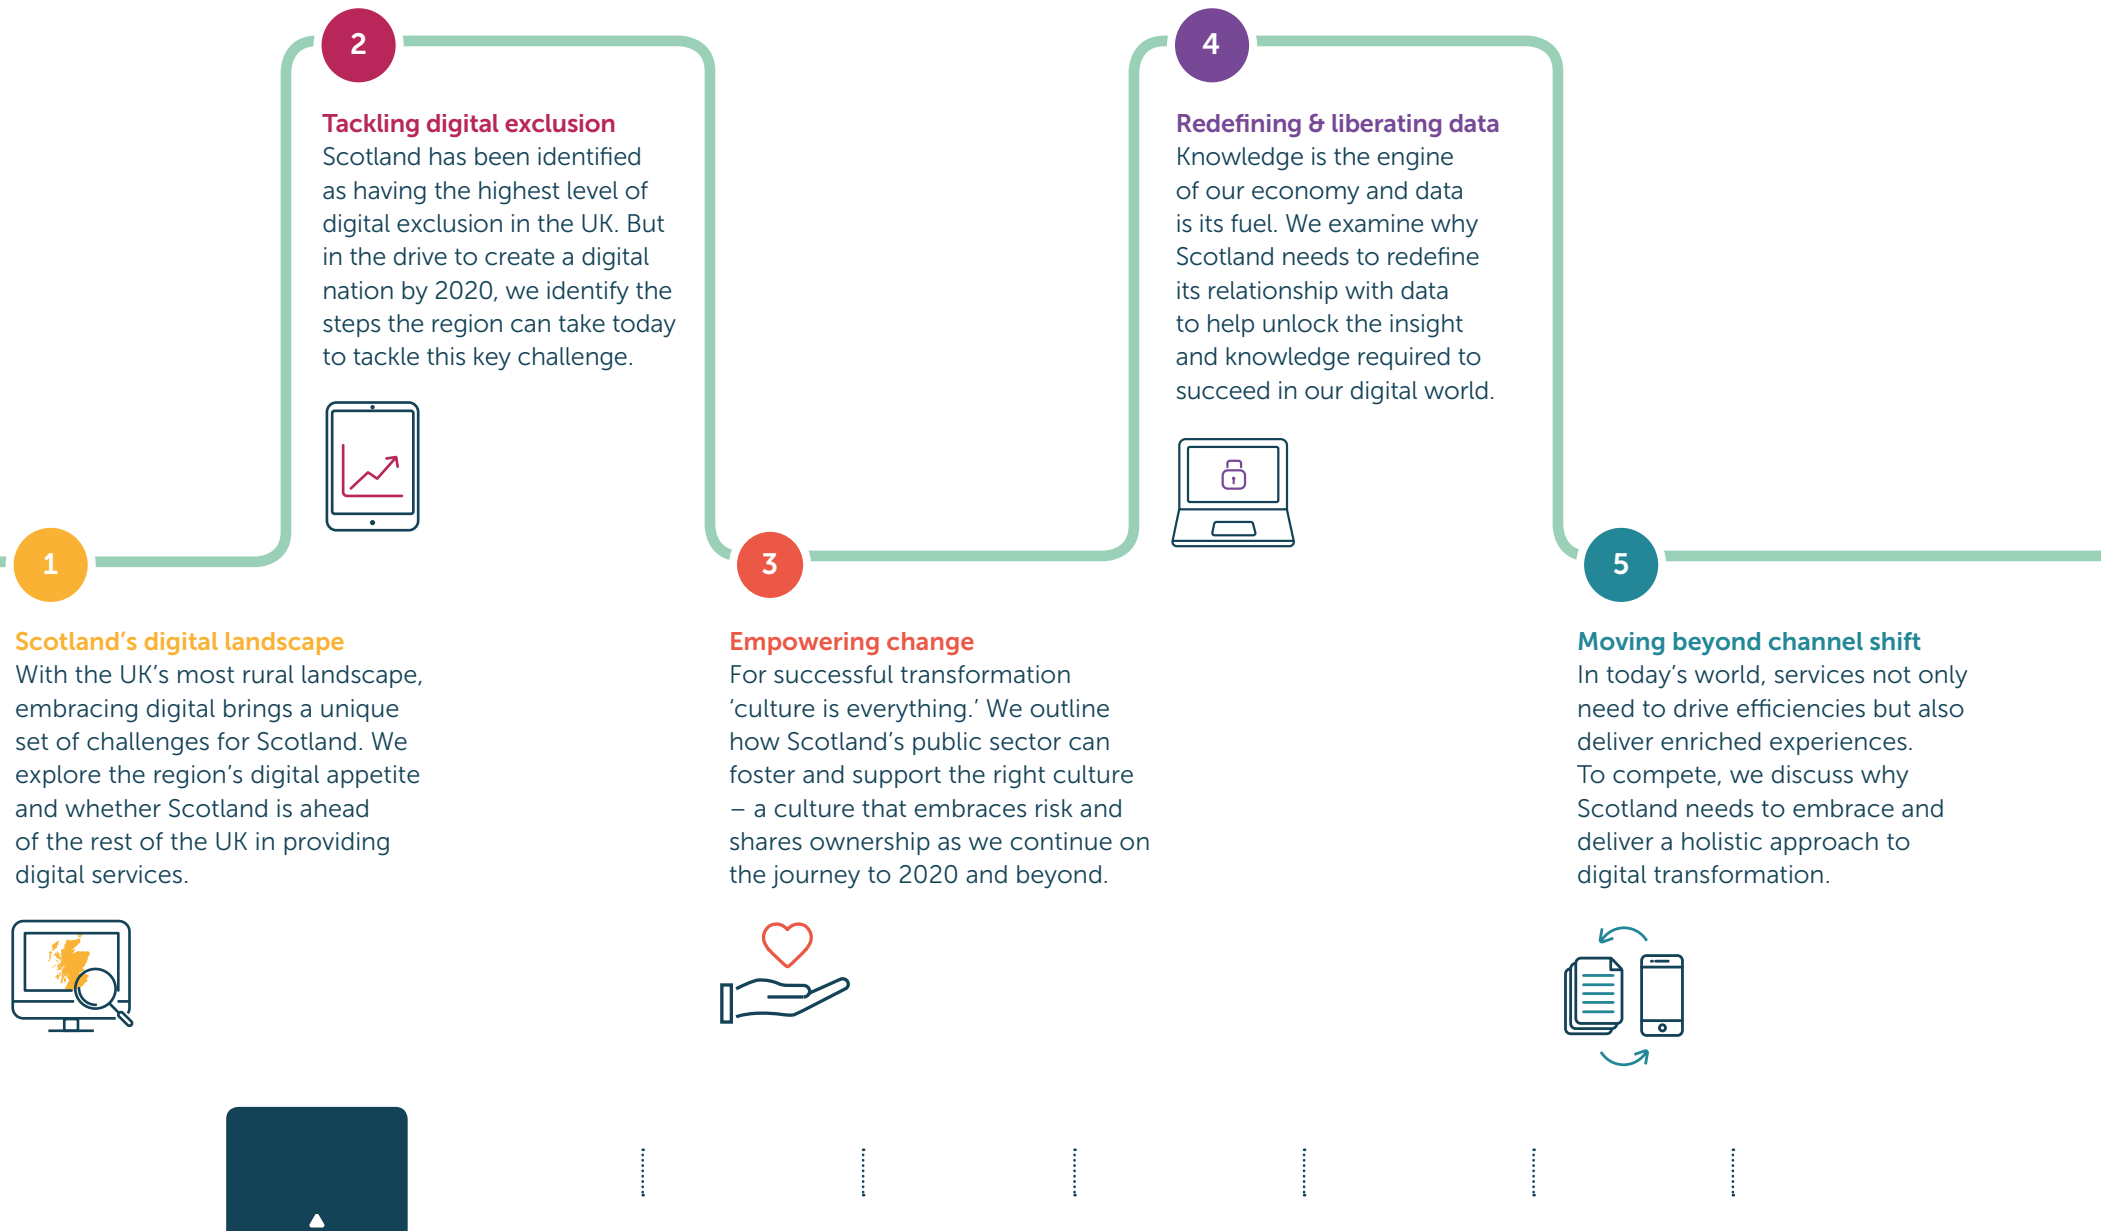 1
Scotland's digital landscape
With the UK's most rural landscape,
embracing digital brings a unique
set of challenges for Scotland. We
explore the region's digital appetite
and whether Scotland is ahead
of the rest of the UK in providing
digital services.
2
Tackling digital exclusion
Scotland has been identified
as having the highest level of
digital exclusion in the UK. But
in the drive to create a digital
nation by 2020, we identify the
steps the region can take today
to tackle this key challenge.
3
Empowering change
For successful transformation
‘culture is everything.’ We outline
how Scotland's public sector can
foster and support the right culture
– a culture that embraces risk and
shares ownership as we continue on
the journey to 2020 and beyond.
4
Redefining & liberating data
Knowledge is the engine
of our economy and data
is its fuel. We examine why
Scotland needs to redefine
its relationship with data
to help unlock the insight
and knowledge required to
succeed in our digital world.
5
Moving beyond channel shift
In today's world, services not only
need to drive efficiencies but also
deliver enriched experiences.
To compete, we discuss why
Scotland needs to embrace and
deliver a holistic approach to
digital transformation.